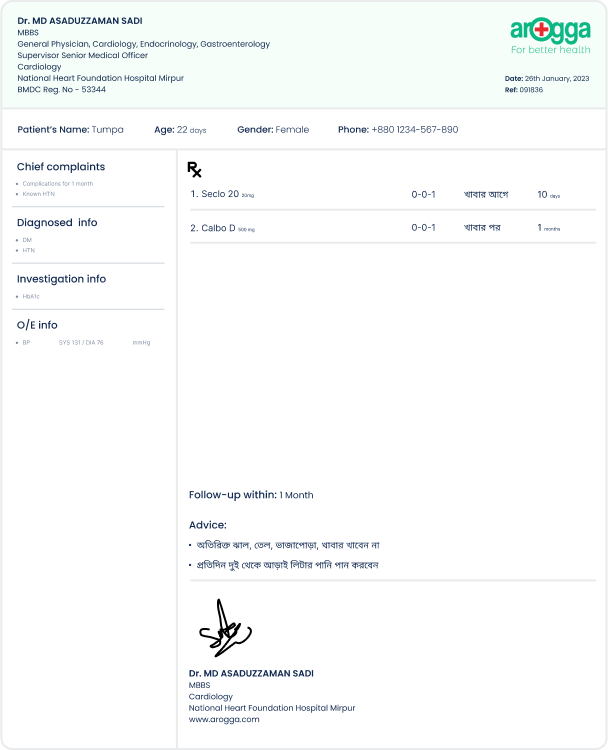 Dr. MD ASADUZZAMAN SADI
MBBS
General Physician, Cardiology, Endocrinology, Gastroenterology
Supervisor Senior Medical Officer
Cardiology
National Heart Foundation Hospital Mirpur
BMDC Reg. No - 53344
arogga
For better health
Date: 26th January, 2023
Ref: 091836
Patient's Name: Tumpa Age: 22 days Gender: Female Phone: +880 1234-567-890
Chief complaints
• Complications for 1 month
• Known HTN
Diagnosed info
• DM
• HTN
Investigation info
• HbA1c
O/E info
• BP SYS 131 / DIA 76 mmHg
Rx
1. Seclo 20 20mg 0-0-1 খাবার আগে 10 days
2. Calbo D 500 mg 0-0-1 খাবার পর 1 months
Follow-up within: 1 Month
Advice:
• অতিরিক্ত ঝাল, তেল, ভাজাপোড়া, খাবার খাবেন না
• প্রতিদিন দুই থেকে আড়াই লিটার পানি পান করবেন
Dr. MD ASADUZZAMAN SADI
MBBS
Cardiology
National Heart Foundation Hospital Mirpur
www.arogga.com